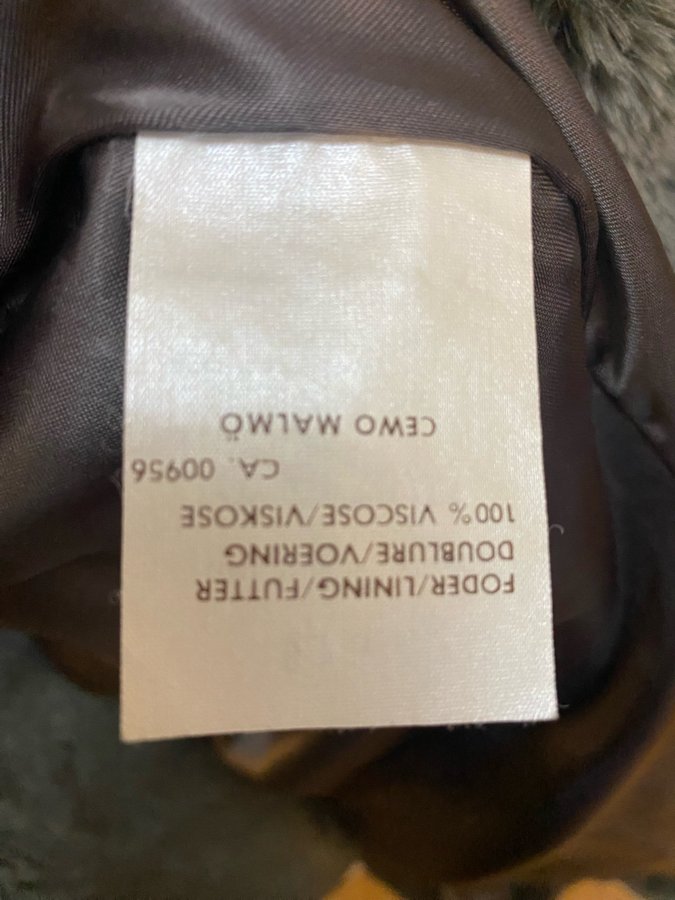 FODER/LINING/FUTTER
DOUBLURE/VOERING
100% VISCOSE/VISKOSE
CA. 00956
CEWO MALMÖ